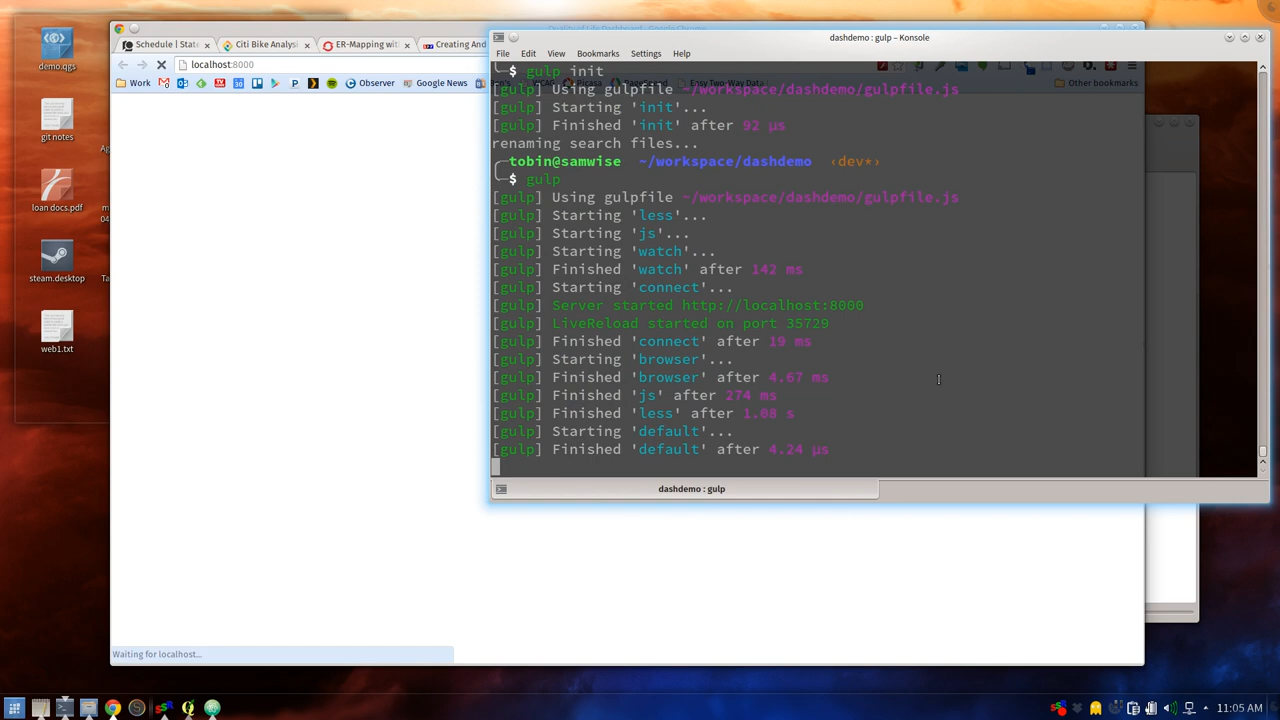 demo.qgs
git notes
loan docs.pdf
steam.desktop
web1.txt
Schedule | State
Citi Bike Analysi
ER-Mapping with
Creating And
localhost:8000
Work
Observer
Google News
Other bookmarks
Waiting for localhost...
dashdemo : gulp – Konsole
File Edit View Bookmarks Settings Help
$ gulp init
[gulp] Using gulpfile ~/workspace/dashdemo/gulpfile.js
[gulp] Starting 'init'...
[gulp] Finished 'init' after 92 µs
renaming search files...
tobin@samwise ~/workspace/dashdemo ‹dev*›
$ gulp
[gulp] Using gulpfile ~/workspace/dashdemo/gulpfile.js
[gulp] Starting 'less'...
[gulp] Starting 'js'...
[gulp] Starting 'watch'...
[gulp] Finished 'watch' after 142 ms
[gulp] Starting 'connect'...
[gulp] Server started http://localhost:8000
[gulp] LiveReload started on port 35729
[gulp] Finished 'connect' after 19 ms
[gulp] Starting 'browser'...
[gulp] Finished 'browser' after 4.67 ms
[gulp] Finished 'js' after 274 ms
[gulp] Finished 'less' after 1.08 s
[gulp] Starting 'default'...
[gulp] Finished 'default' after 4.24 µs
dashdemo : gulp
11:05 AM